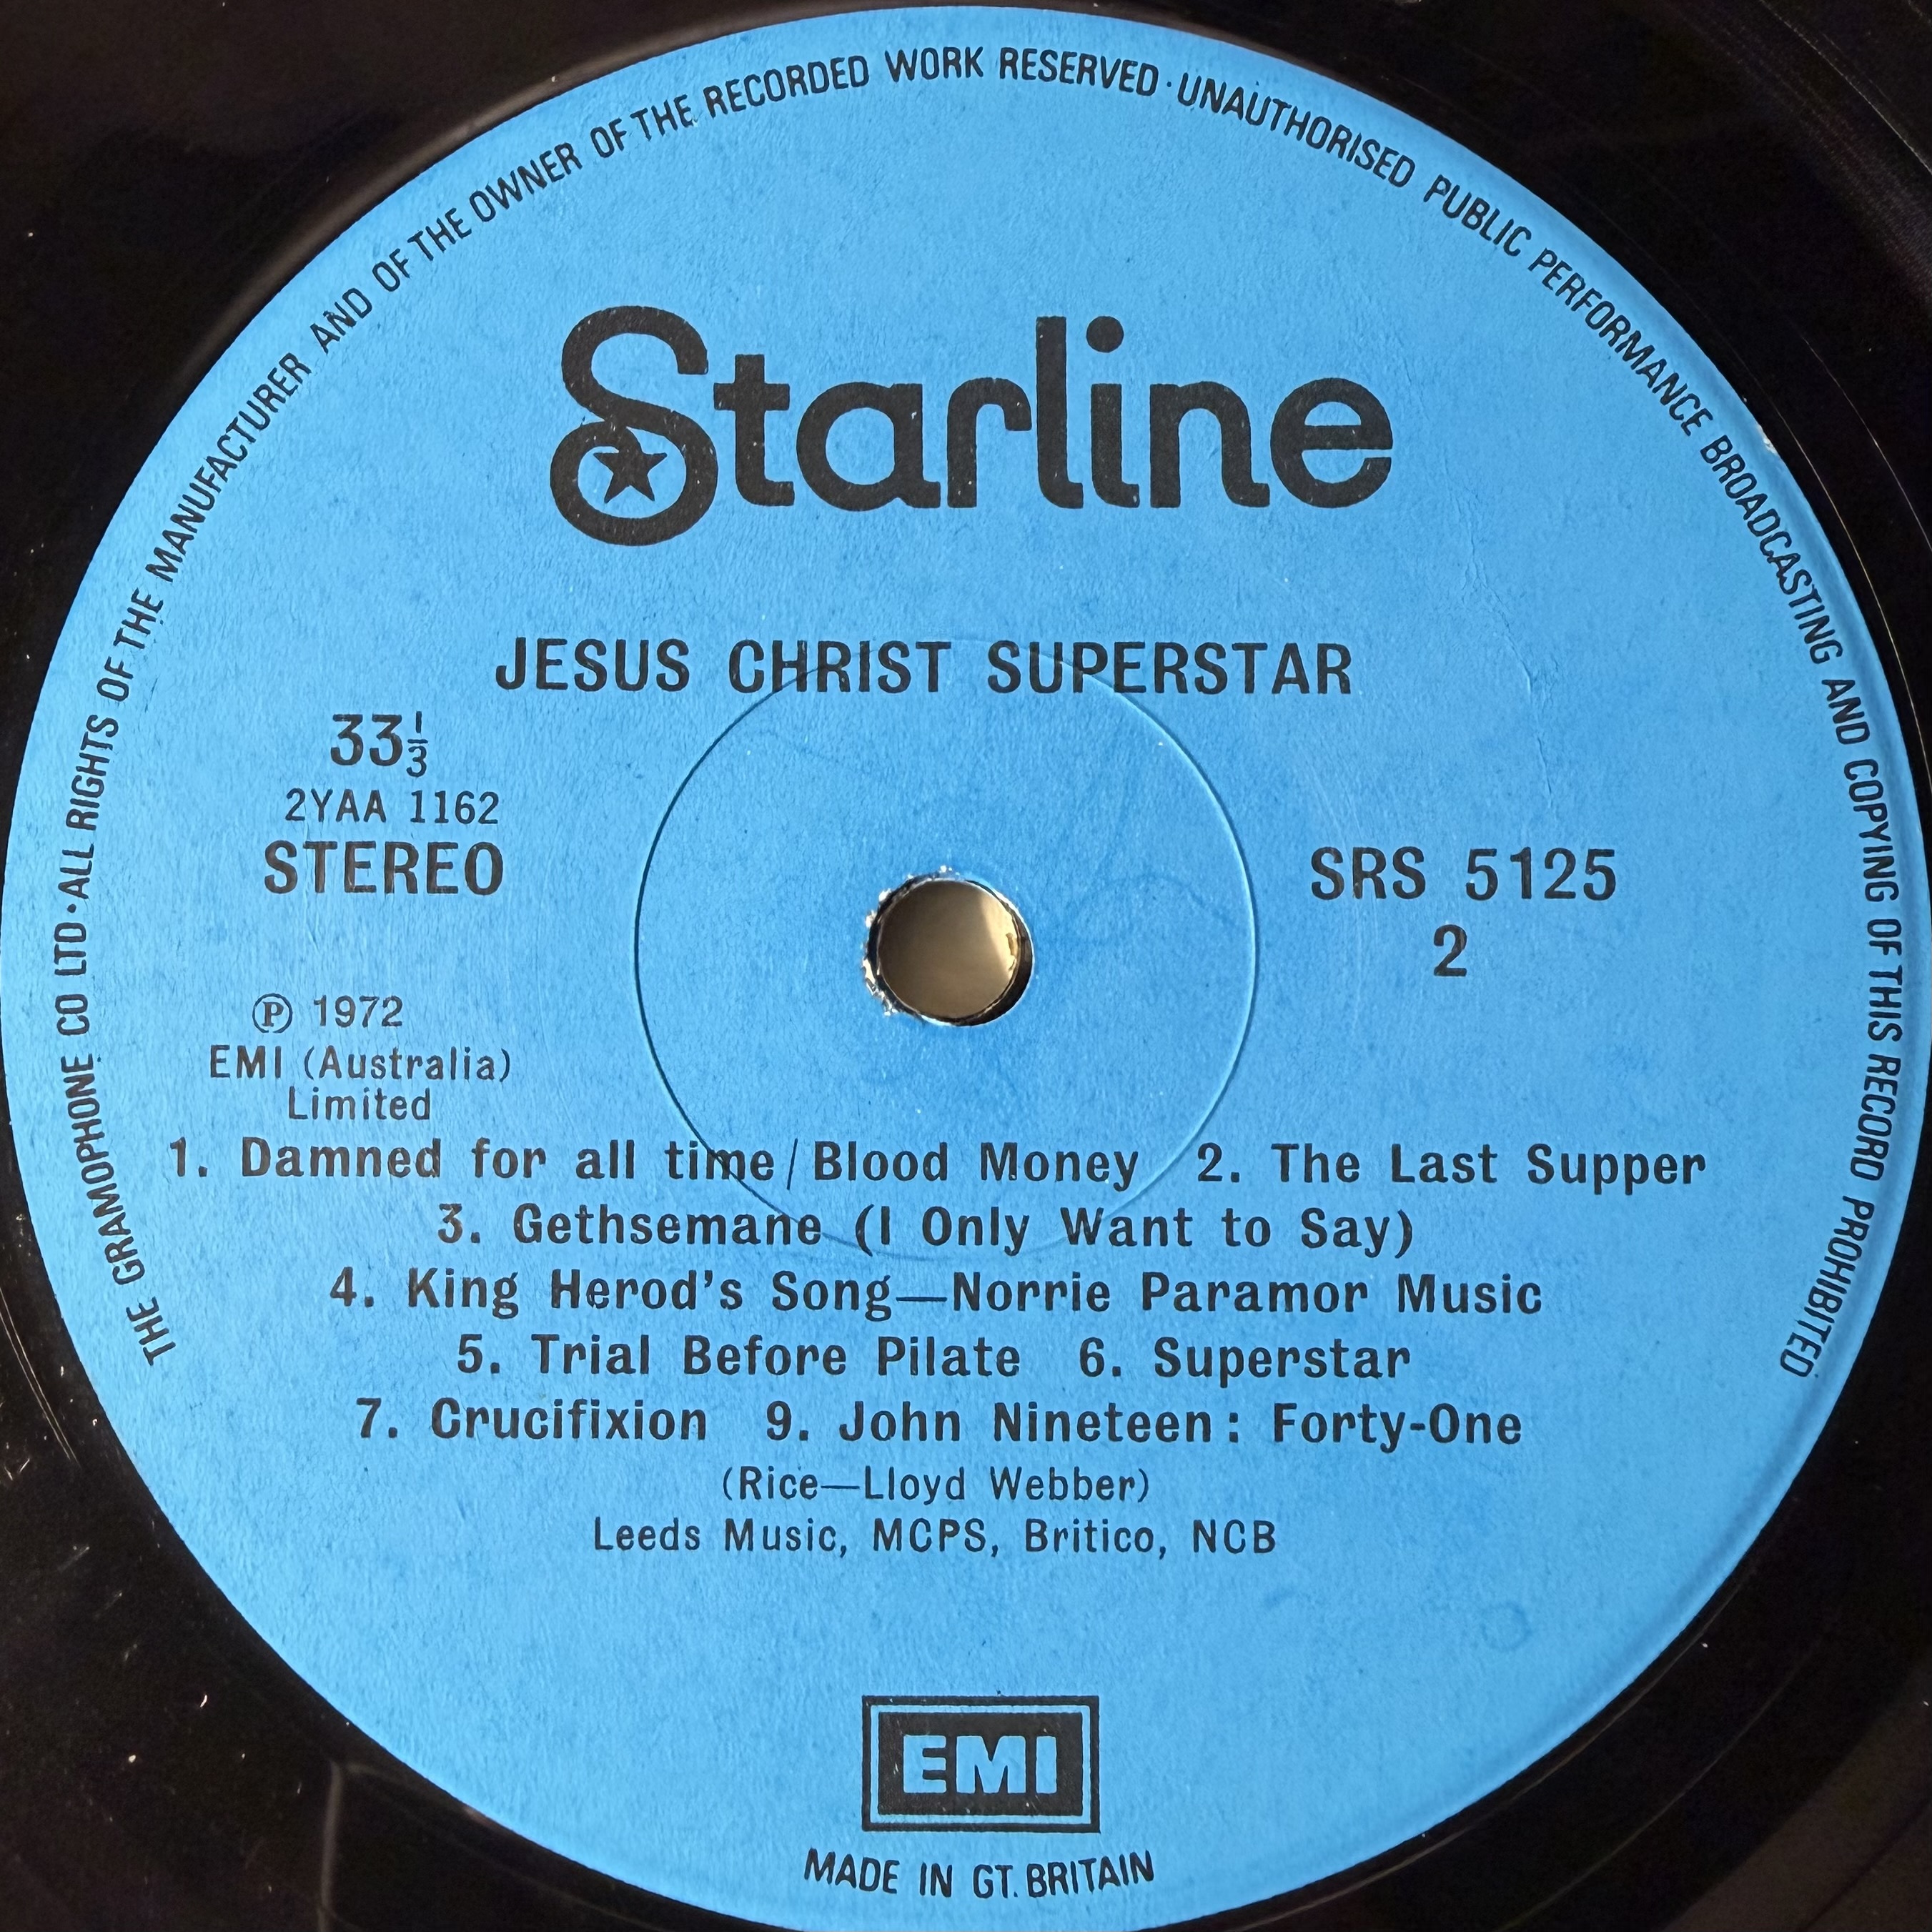 THE GRAMOPHONE CO LTD·ALL RIGHTS OF THE MANUFACTURER AND OF THE OWNER OF THE RECORDED WORK RESERVED·UNAUTHORISED PUBLIC PERFORMANCE BROADCASTING AND COPYING OF THIS RECORD PROHIBITED
Starline
JESUS CHRIST SUPERSTAR
33⅓
2YAA 1162
STEREO
SRS 5125
2
Ⓟ 1972
EMI (Australia)
Limited
1. Damned for all time/Blood Money 2. The Last Supper
3. Gethsemane (I Only Want to Say)
4. King Herod's Song—Norrie Paramor Music
5. Trial Before Pilate 6. Superstar
7. Crucifixion 9. John Nineteen: Forty-One
(Rice—Lloyd Webber)
Leeds Music, MCPS, Britico, NCB
EMI
MADE IN GT. BRITAIN